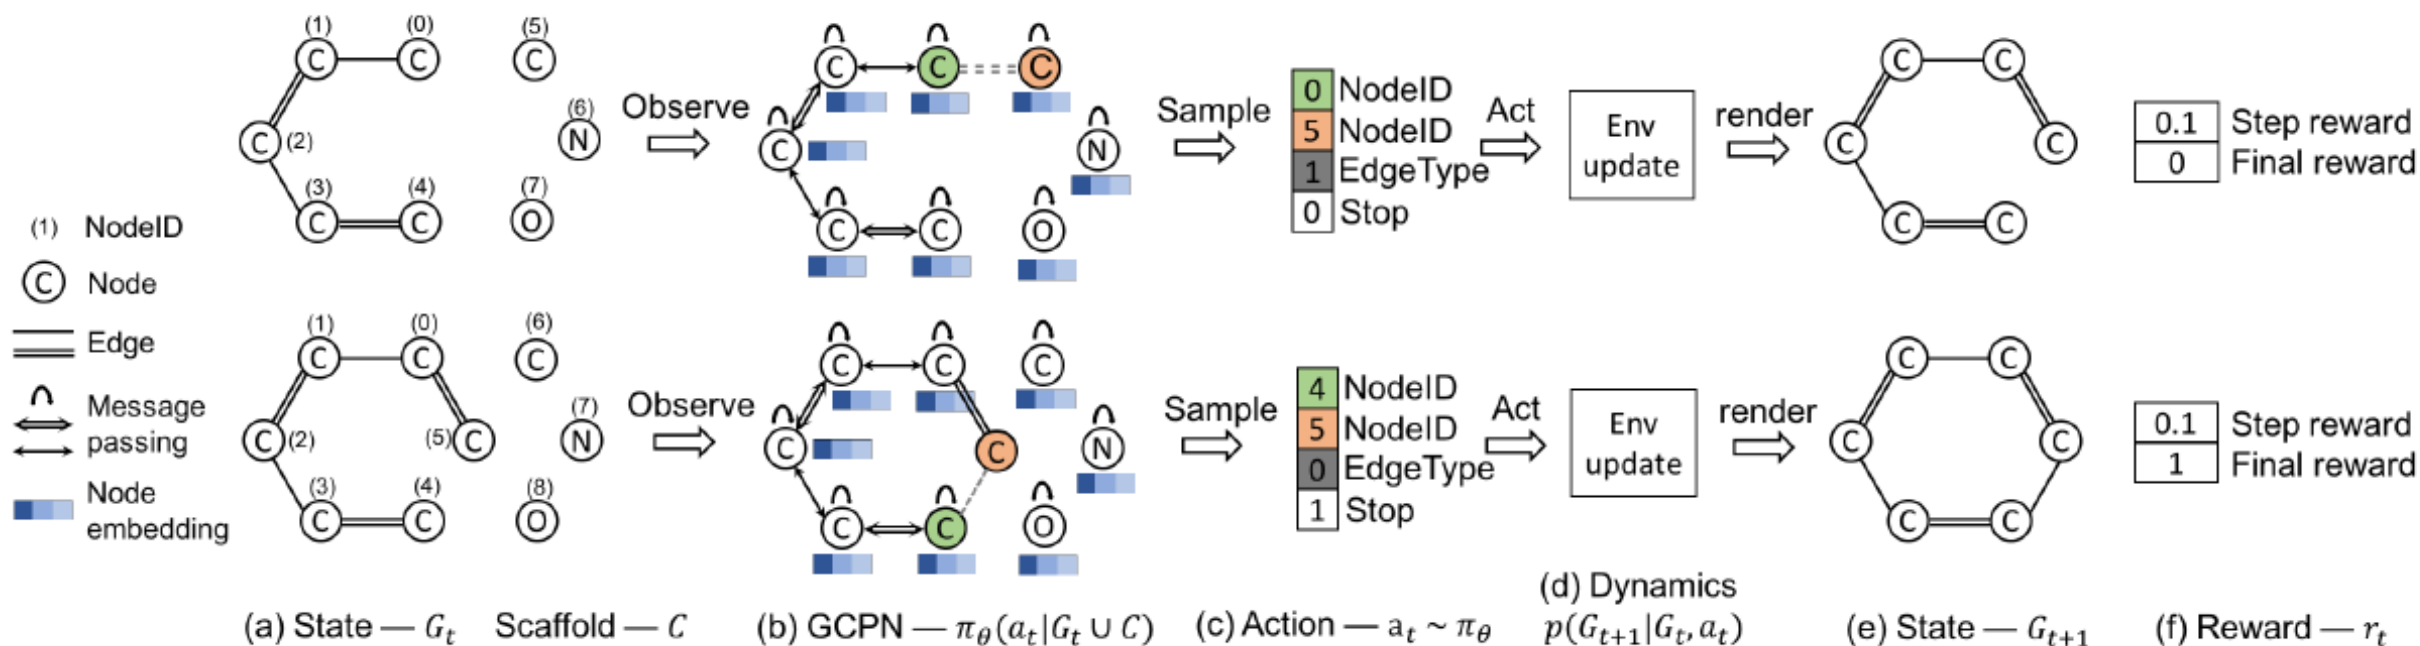 (1) (0) (5)
C C C
(6)
C (2) N
(3) (4) (7)
C C O
Observe
C C C
C N
C C O
Sample
0 NodeID
5 NodeID
1 EdgeType
0 Stop
Act
Env
update
render
C C
C C
C C
0.1 Step reward
0 Final reward
(1) NodeID
C Node
Edge
Message
passing
Node
embedding
(1) (0) (6)
C C C
(7)
C (2) (5) C N
(3) (4) (8)
C C O
Observe
C C C
C C N
C C O
Sample
4 NodeID
5 NodeID
0 EdgeType
1 Stop
Act
Env
update
render
C C
C C
C C
0.1 Step reward
1 Final reward
(a) State — G_t Scaffold — C
(b) GCPN — π_θ(a_t|G_t ∪ C)
(c) Action — a_t ~ π_θ
(d) Dynamics
p(G_{t+1}|G_t, a_t)
(e) State — G_{t+1}
(f) Reward — r_t